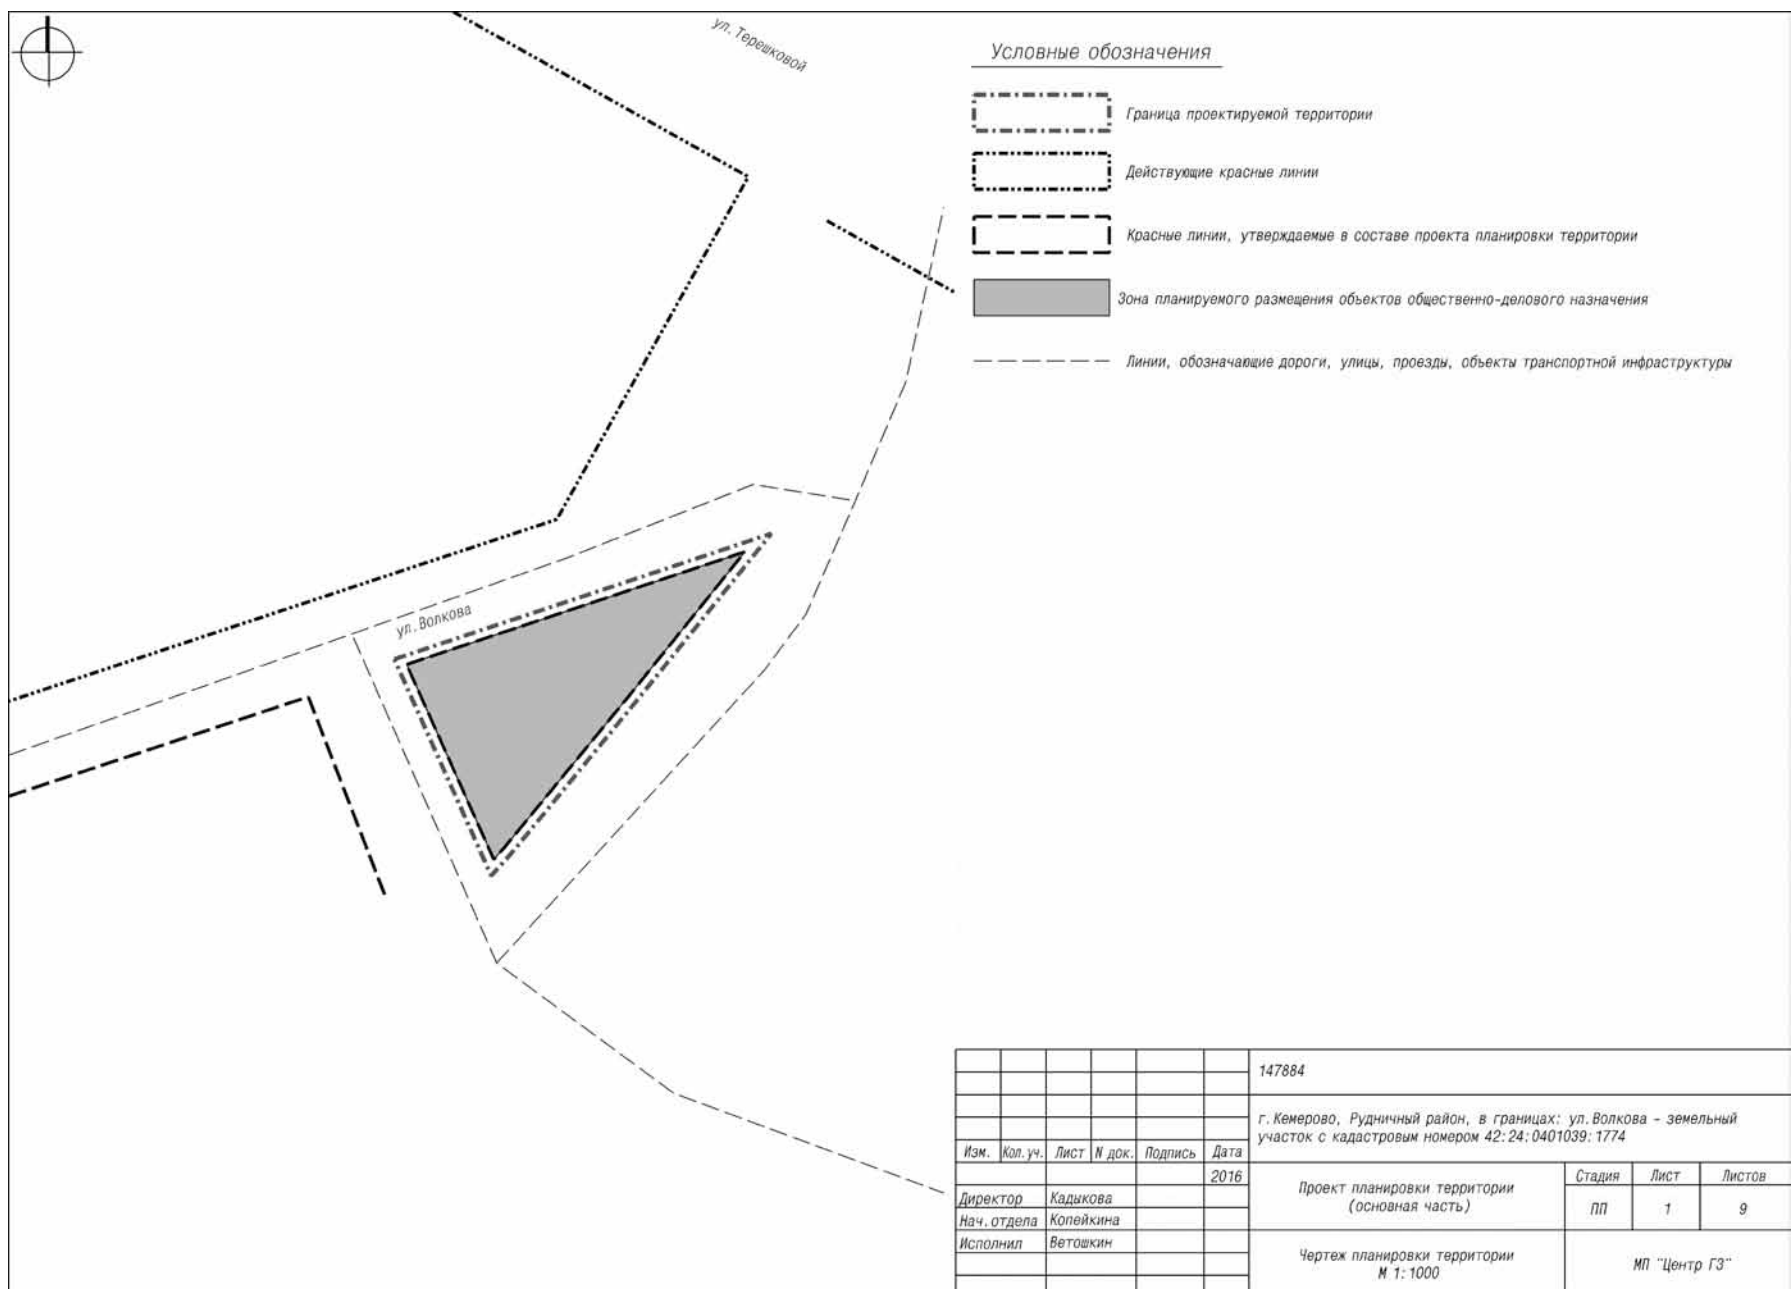 ул. Терешковой
Условные обозначения
Граница проектируемой территории
Действующие красные линии
Красные линии, утверждаемые в составе проекта планировки территории
Зона планируемого размещения объектов общественно-делового назначения
Линии, обозначающие дороги, улицы, проезды, объекты транспортной инфраструктуры
ул. Волкова
147884
г. Кемерово, Рудничный район, в границах: ул. Волкова - земельный
участок с кадастровым номером 42:24:0401039:1774
Изм. Кол.уч. Лист N док. Подпись Дата
2016
Директор Кадыкова
Нач. отдела Копейкина
Исполнил Ветошкин
Проект планировки территории
(основная часть)
Стадия Лист Листов
ПП 1 9
Чертеж планировки территории
М 1:1000
МП "Центр ГЗ"